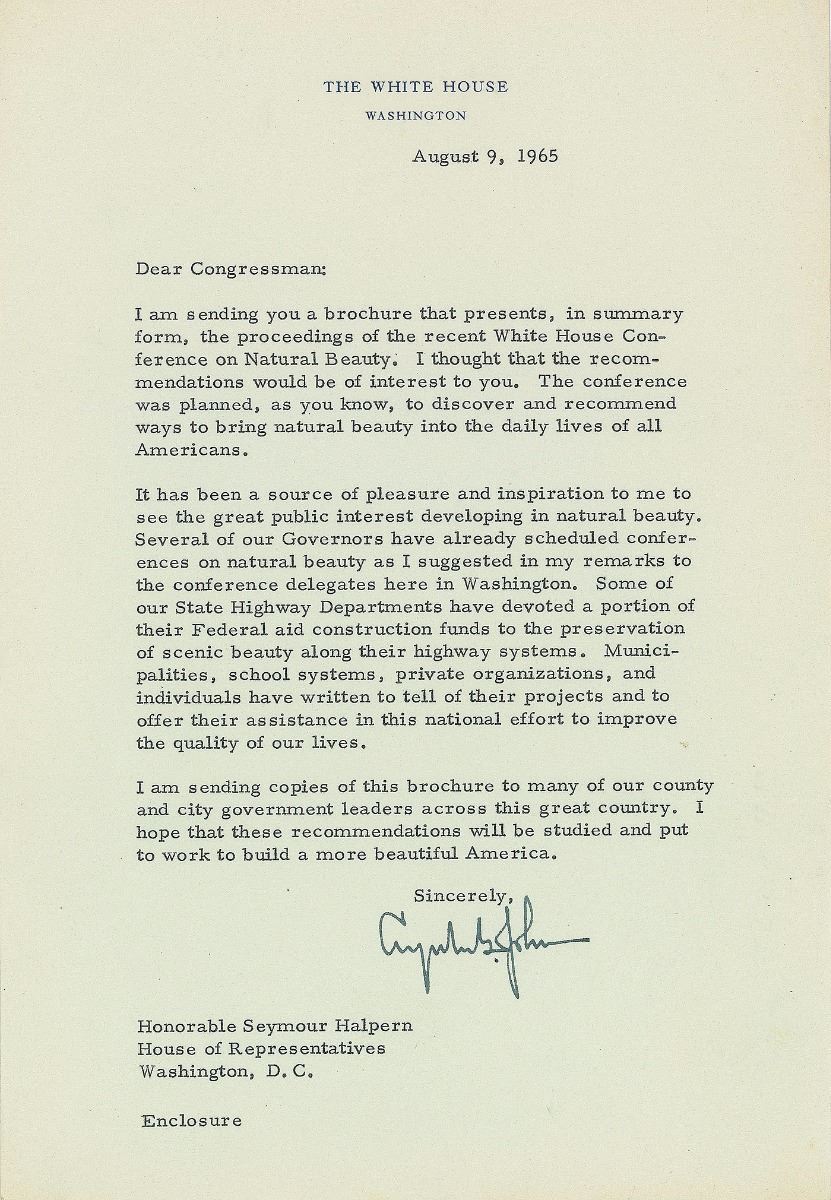 THE WHITE HOUSE
WASHINGTON
August 9, 1965
Dear Congressman:
I am sending you a brochure that presents, in summary
form, the proceedings of the recent White House Con-
ference on Natural Beauty. I thought that the recom-
mendations would be of interest to you. The conference
was planned, as you know, to discover and recommend
ways to bring natural beauty into the daily lives of all
Americans.
It has been a source of pleasure and inspiration to me to
see the great public interest developing in natural beauty.
Several of our Governors have already scheduled confer-
ences on natural beauty as I suggested in my remarks to
the conference delegates here in Washington. Some of
our State Highway Departments have devoted a portion of
their Federal aid construction funds to the preservation
of scenic beauty along their highway systems. Munici-
palities, school systems, private organizations, and
individuals have written to tell of their projects and to
offer their assistance in this national effort to improve
the quality of our lives.
I am sending copies of this brochure to many of our county
and city government leaders across this great country. I
hope that these recommendations will be studied and put
to work to build a more beautiful America.
Sincerely,
Honorable Seymour Halpern
House of Representatives
Washington, D. C.
Enclosure